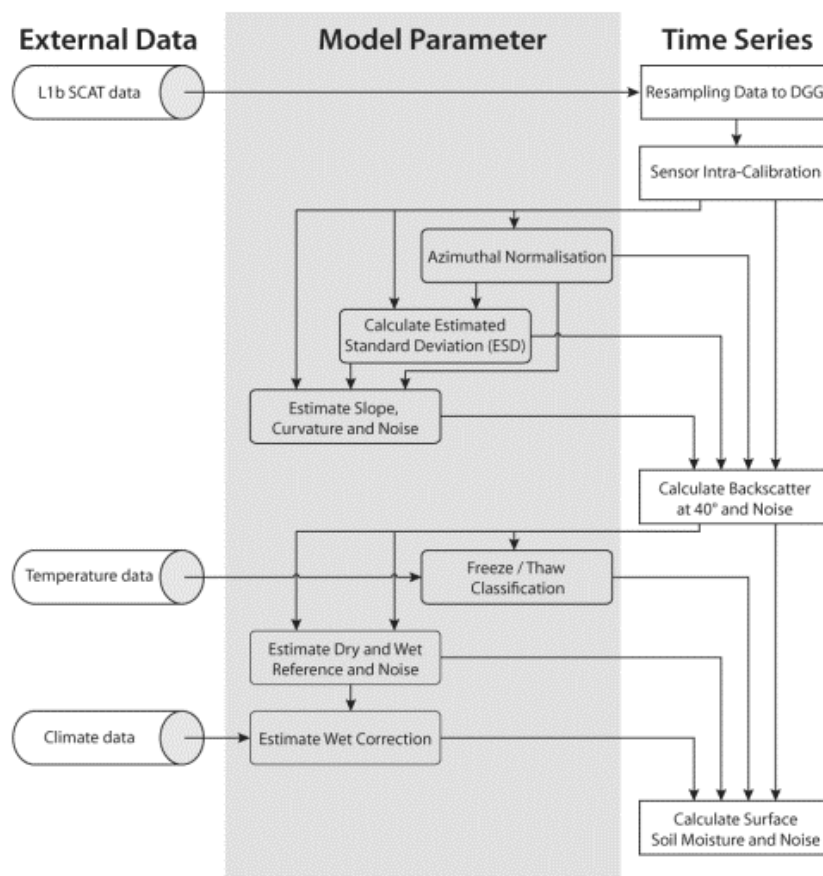 External Data
Model Parameter
Time Series
L1b SCAT data
Resampling Data to DGG
Sensor Intra-Calibration
Azimuthal Normalisation
Calculate Estimated
Standard Deviation (ESD)
Estimate Slope,
Curvature and Noise
Calculate Backscatter
at 40° and Noise
Temperature data
Freeze / Thaw
Classification
Estimate Dry and Wet
Reference and Noise
Climate data
Estimate Wet Correction
Calculate Surface
Soil Moisture and Noise